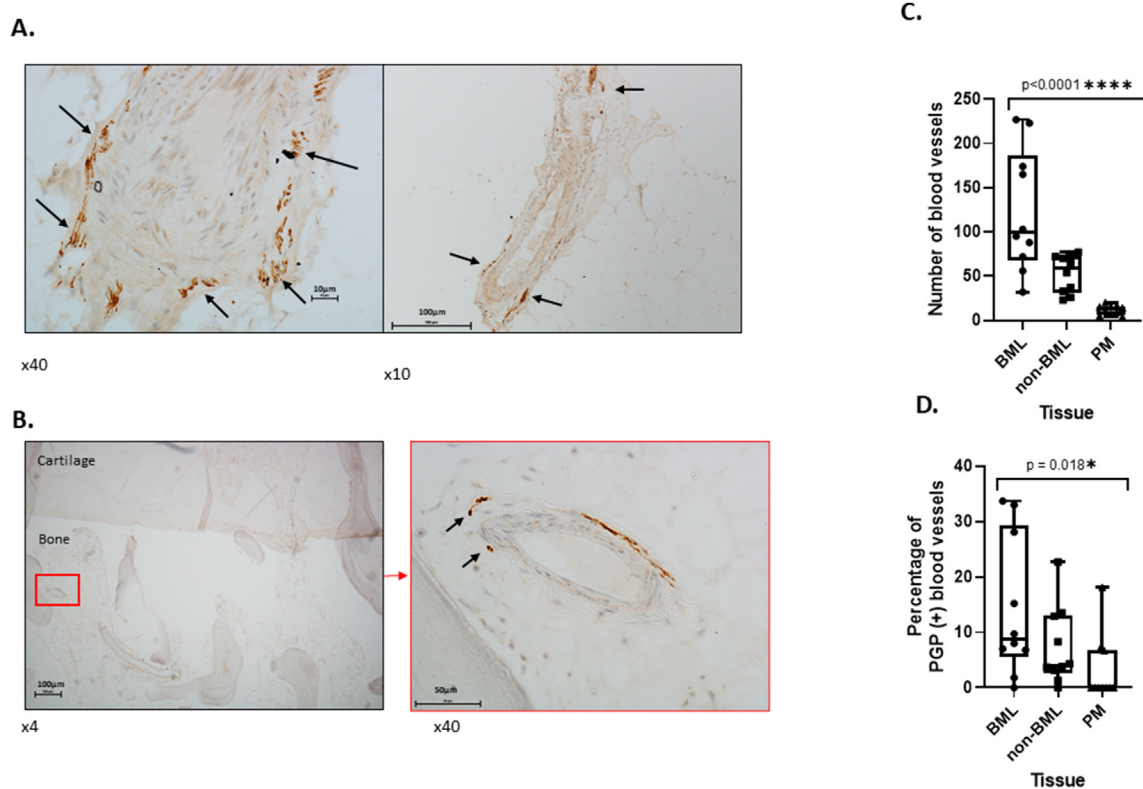 A.
10µm
100µm
100 µm
x40
x10
B.
Cartilage
Bone
100µm
50µm
x4
x40
C.
p<0.0001 ****
Number of blood vessels
250
200
150
100
50
0
BML
non-BML
PM
Tissue
D.
p = 0.018 *
Percentage of
PGP (+) blood vessels
40
30
20
10
0
BML
non-BML
PM
Tissue